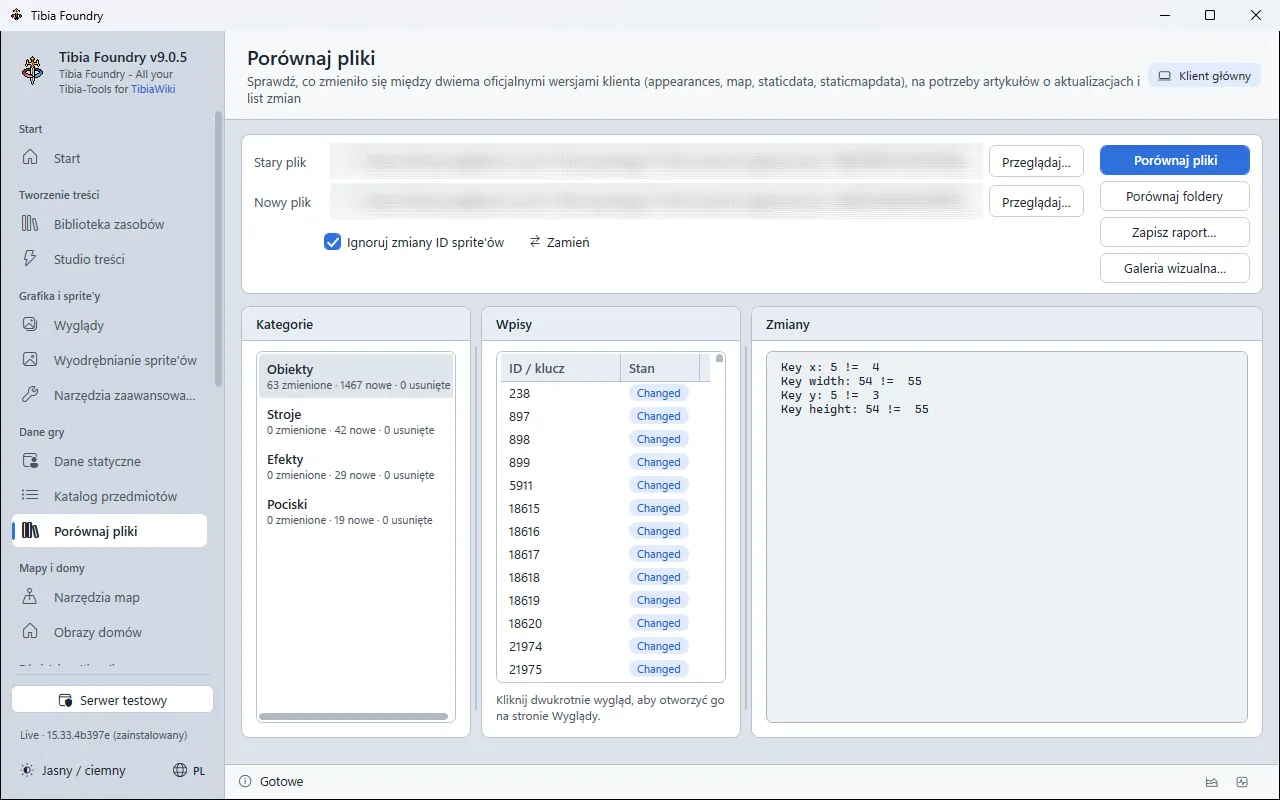 Tibia Foundry
Tibia Foundry v9.0.5
Tibia Foundry - All your
Tibia-Tools for TibiaWiki
Start
Start
Tworzenie treści
Biblioteka zasobów
Studio treści
Grafika i sprite'y
Wyglądy
Wyodrębnianie sprite'ów
Narzędzia zaawansowa...
Dane gry
Dane statyczne
Katalog przedmiotów
Porównaj pliki
Mapy i domy
Narzędzia map
Obrazy domów
Serwer testowy
Live · 15.33.4b397e (zainstalowany)
Jasny / ciemny
PL
Porównaj pliki
Sprawdź, co zmieniło się między dwiema oficjalnymi wersjami klienta (appearances, map, staticdata, staticmapdata), na potrzeby artykułów o aktualizacjach i
list zmian
Klient główny
Stary plik
Przeglądaj...
Nowy plik
Przeglądaj...
Ignoruj zmiany ID sprite'ów
Zamień
Porównaj pliki
Porównaj foldery
Zapisz raport...
Galeria wizualna...
Kategorie
Obiekty
63 zmienione · 1467 nowe · 0 usunięte
Stroje
0 zmienione · 42 nowe · 0 usunięte
Efekty
0 zmienione · 29 nowe · 0 usunięte
Pociski
0 zmienione · 19 nowe · 0 usunięte
Wpisy
ID / klucz Stan
238 Changed
897 Changed
898 Changed
899 Changed
5911 Changed
18615 Changed
18616 Changed
18617 Changed
18618 Changed
18619 Changed
18620 Changed
21974 Changed
21975 Changed
Kliknij dwukrotnie wygląd, aby otworzyć go
na stronie Wyglądy.
Zmiany
Key x: 5 != 4
Key width: 54 != 55
Key y: 5 != 3
Key height: 54 != 55
Gotowe